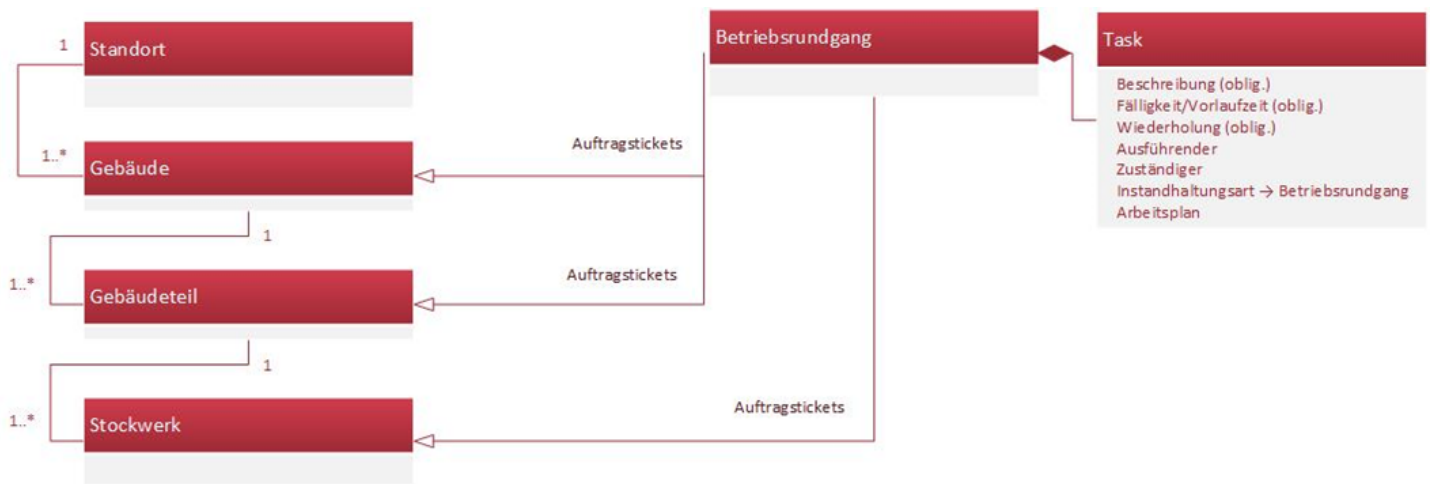 1
Standort
1..*
Gebäude
1
1..*
Gebäudeteil
1
1..*
Stockwerk
Auftragstickets
Auftragstickets
Auftragstickets
Betriebsrundgang
Task
Beschreibung (oblig.)
Fälligkeit/Vorlaufzeit (oblig.)
Wiederholung (oblig.)
Ausführender
Zuständiger
Instandhaltungsart → Betriebsrundgang
Arbeitsplan